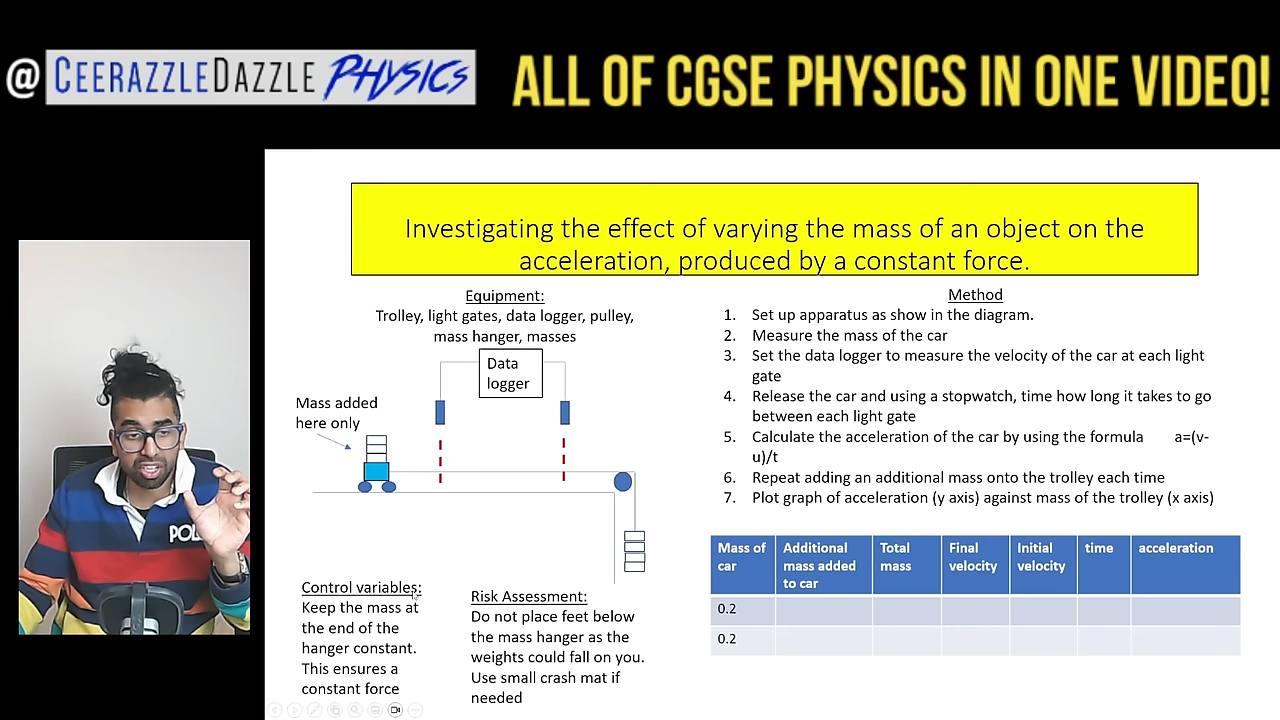 @ CEERAZZLEDAZZLE PHYSICS
ALL OF CGSE PHYSICS IN ONE VIDEO!
Investigating the effect of varying the mass of an object on the
acceleration, produced by a constant force.
Equipment:
Trolley, light gates, data logger, pulley,
mass hanger, masses
Data
logger
Mass added
here only
Control variables:
Keep the mass at
the end of the
hanger constant.
This ensures a
constant force
Risk Assessment:
Do not place feet below
the mass hanger as the
weights could fall on you.
Use small crash mat if
needed
Method
1. Set up apparatus as show in the diagram.
2. Measure the mass of the car
3. Set the data logger to measure the velocity of the car at each light
gate
4. Release the car and using a stopwatch, time how long it takes to go
between each light gate
5. Calculate the acceleration of the car by using the formula a=(v-
u)/t
6. Repeat adding an additional mass onto the trolley each time
7. Plot graph of acceleration (y axis) against mass of the trolley (x axis)
Mass of
car
Additional
mass added
to car
Total
mass
Final
velocity
Initial
velocity
time
acceleration
0.2
0.2
POL